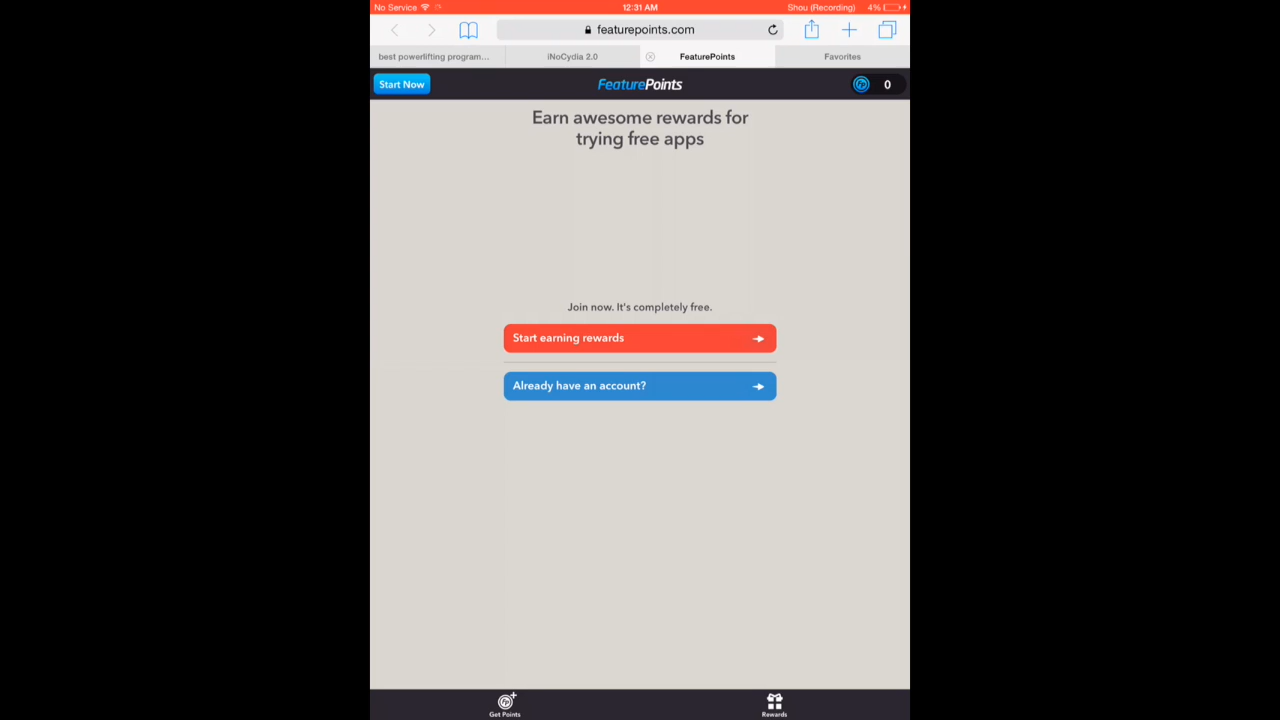 No Service 12:31 AM Shou (Recording) 4%
featurepoints.com
best powerlifting program... iNoCydia 2.0 FeaturePoints Favorites
Start Now FeaturePoints 0
Earn awesome rewards for
trying free apps
Join now. It's completely free.
Start earning rewards
Already have an account?
Get Points Rewards